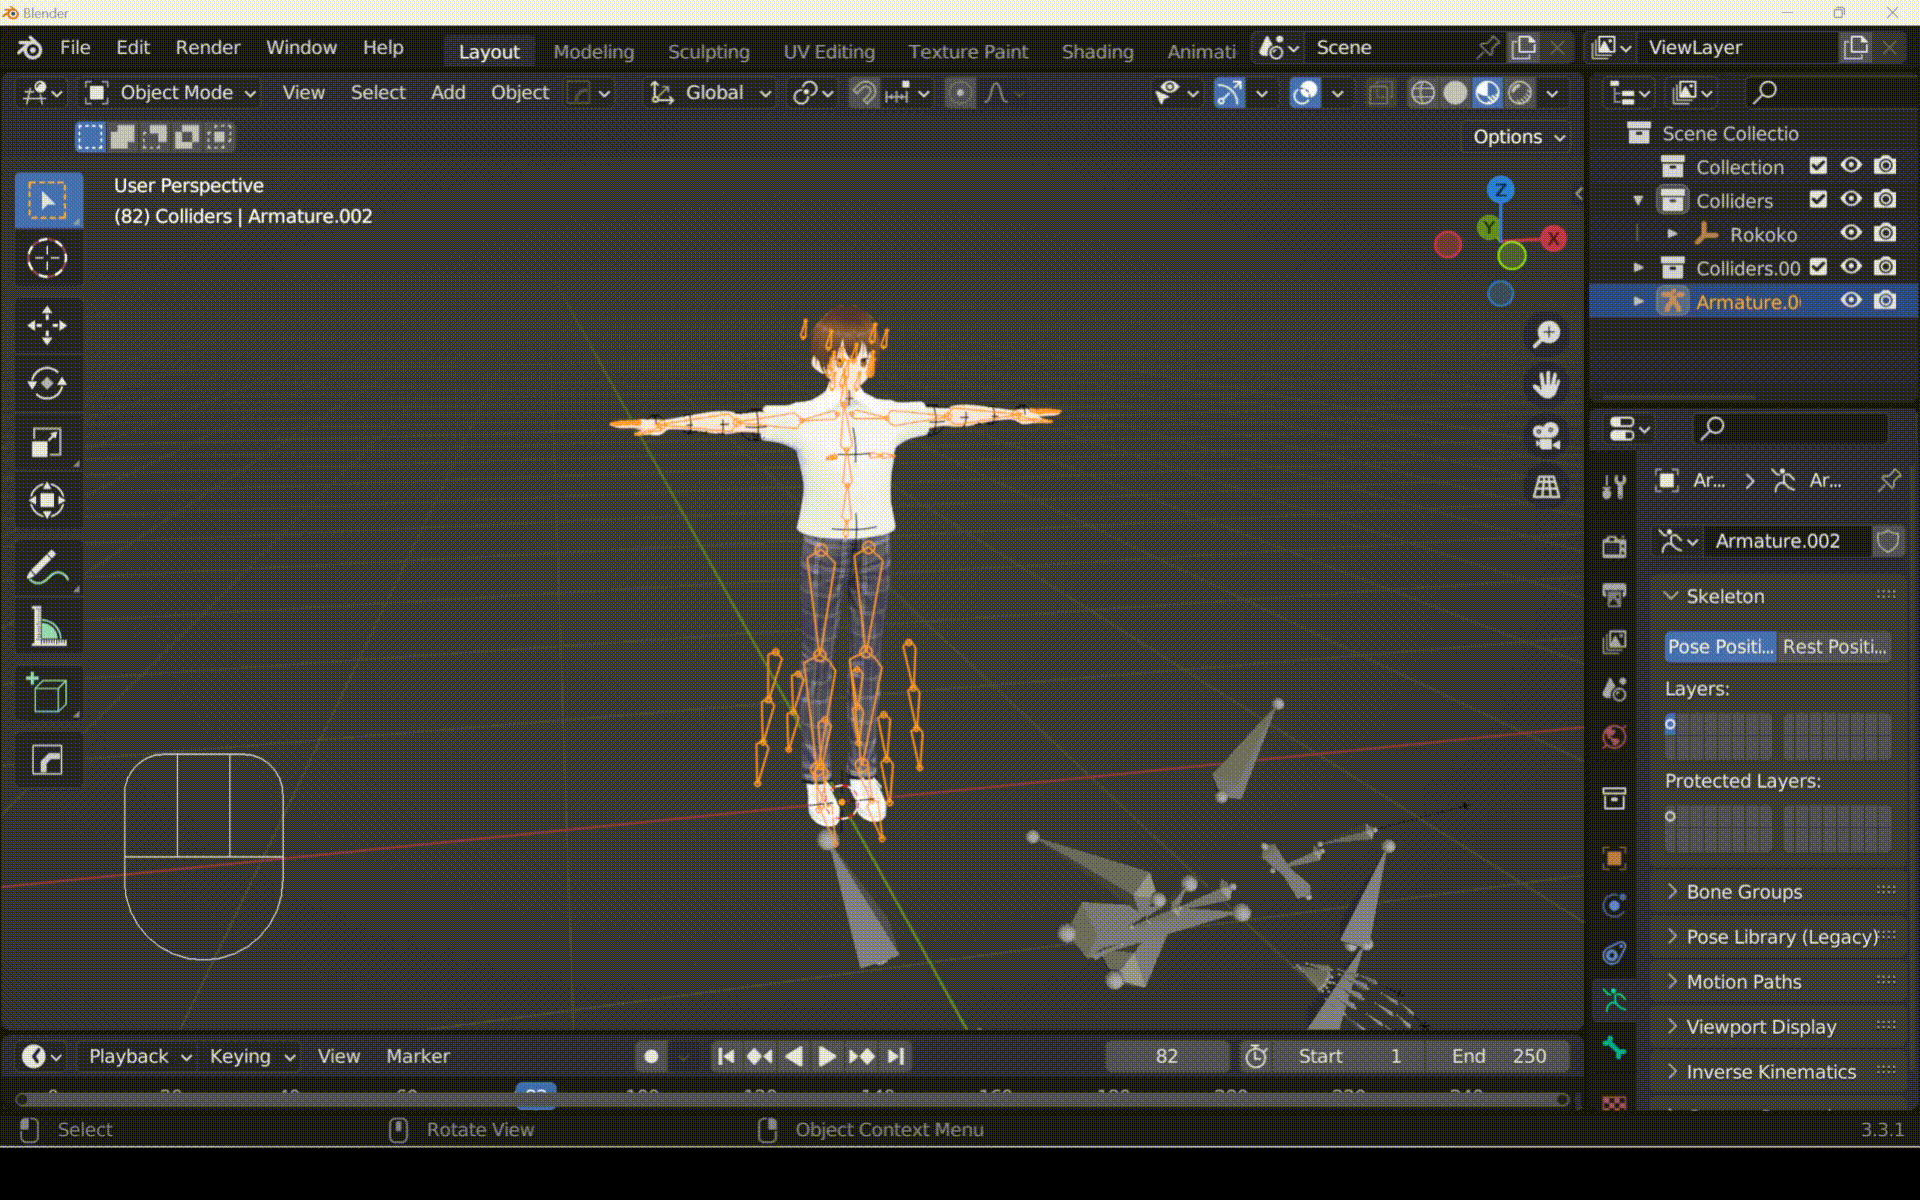 Blender
File Edit Render Window Help Layout Modeling Sculpting UV Editing Texture Paint Shading Animati Scene ViewLayer
Object Mode View Select Add Object Global
Options
User Perspective
(82) Colliders | Armature.002
Z
Y
X
Scene Collectio
Collection
Colliders
Rokoko
Colliders.00
Armature.0
Ar... Ar...
Armature.002
Skeleton
Pose Positi... Rest Positi...
Layers:
Protected Layers:
Bone Groups
Pose Library (Legacy)
Motion Paths
Viewport Display
Inverse Kinematics
Playback Keying View Marker 82 Start 1 End 250
Select Rotate View Object Context Menu 3.3.1